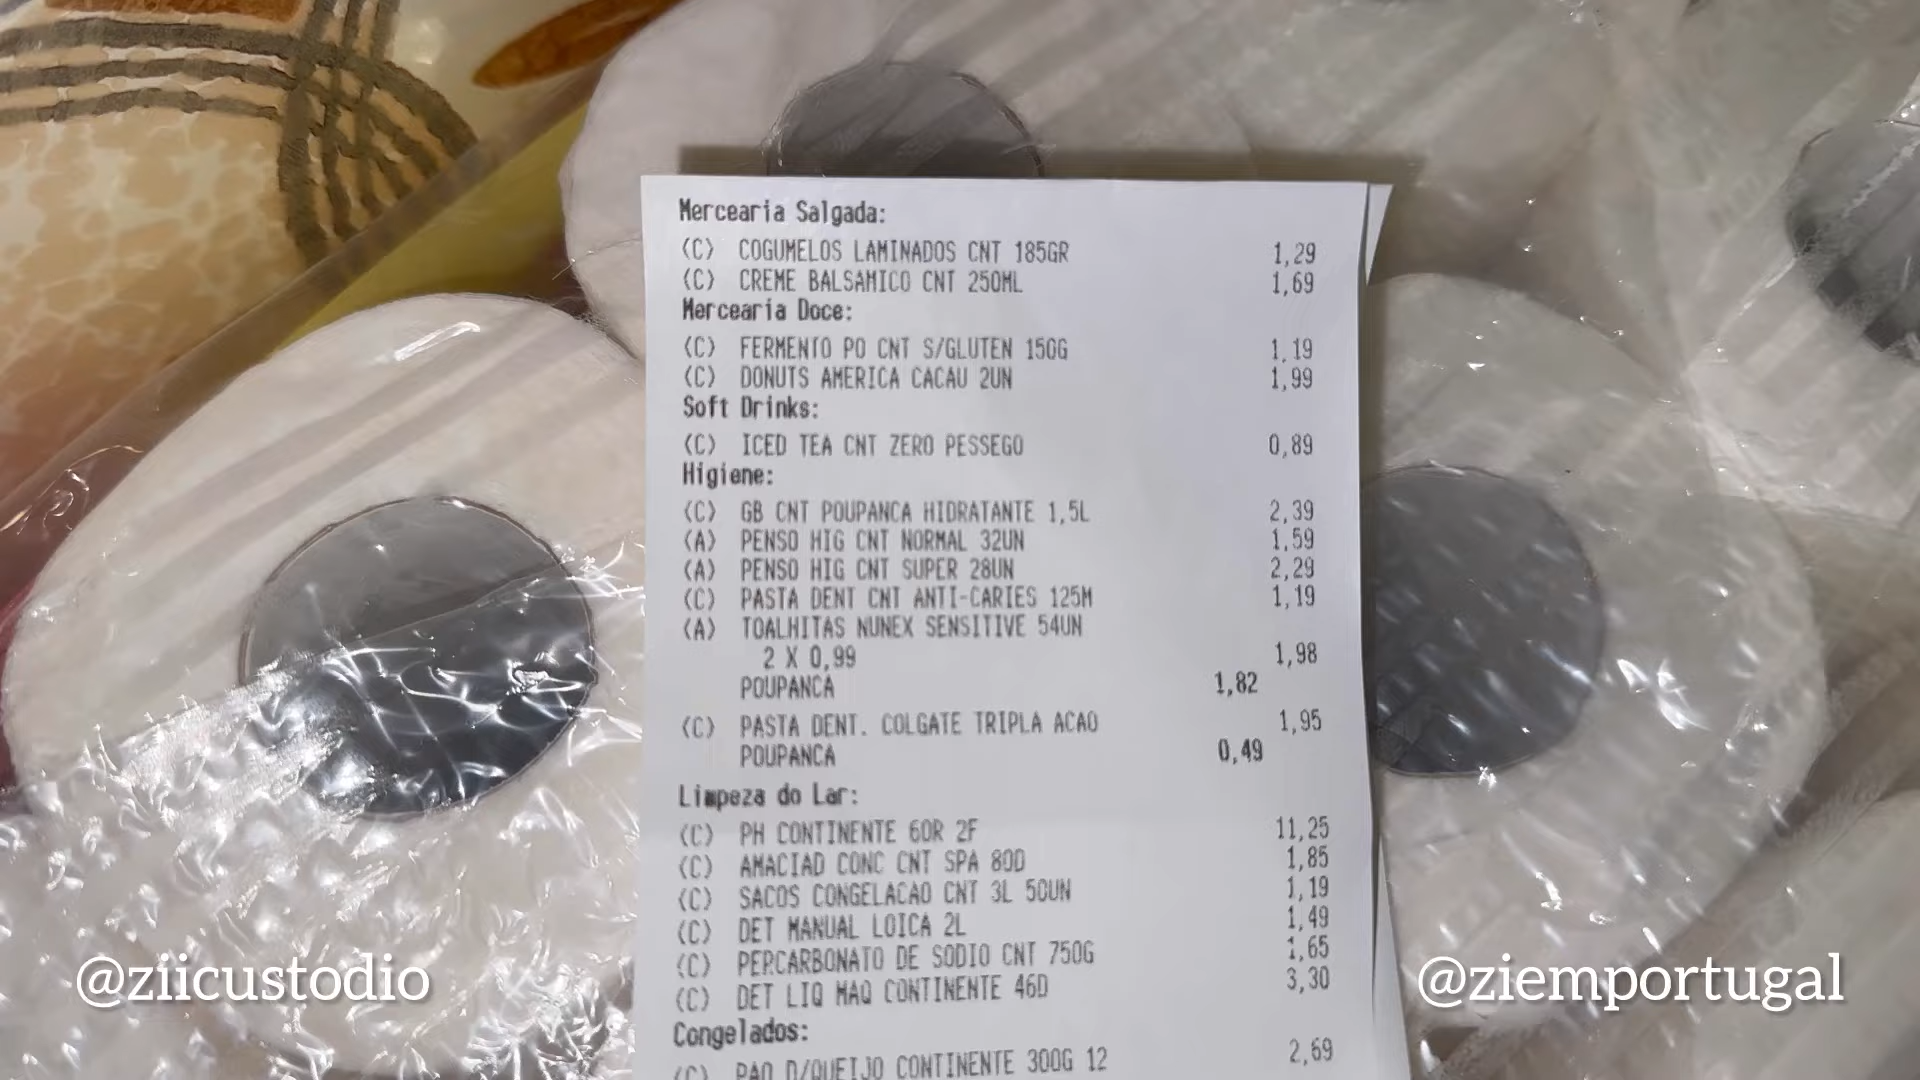 Mercearia Salgada:
(C) COGUMELOS LAMINADOS CNT 185GR 1,29
(C) CREME BALSAMICO CNT 250ML 1,69
Mercearia Doce:
(C) FERMENTO PO CNT S/GLUTEN 150G 1,19
(C) DONUTS AMERICA CACAU 2UN 1,99
Soft Drinks:
(C) ICED TEA CNT ZERO PESSEGO 0,89
Higiene:
(C) GB CNT POUPANCA HIDRATANTE 1,5L 2,39
(A) PENSO HIG CNT NORMAL 32UN 1,59
(A) PENSO HIG CNT SUPER 28UN 2,29
(C) PASTA DENT CNT ANTI-CARIES 125M 1,19
(A) TOALHITAS NUNEX SENSITIVE 54UN
2 X 0,99 1,98
POUPANCA 1,82
(C) PASTA DENT. COLGATE TRIPLA ACAO 1,95
POUPANCA 0,49
Limpeza do Lar:
(C) PH CONTINENTE 60R 2F 11,25
(C) AMACIAD CONC CNT SPA 80D 1,85
(C) SACOS CONGELACAO CNT 3L 50UN 1,19
(C) DET MANUAL LOICA 2L 1,49
(C) PERCARBONATO DE SODIO CNT 750G 1,65
(C) DET LIQ MAQ CONTINENTE 46D 3,30
Congelados:
(C) PAO D/QUEIJO CONTINENTE 300G 12 2,69
@ziicustodio
@ziemportugal